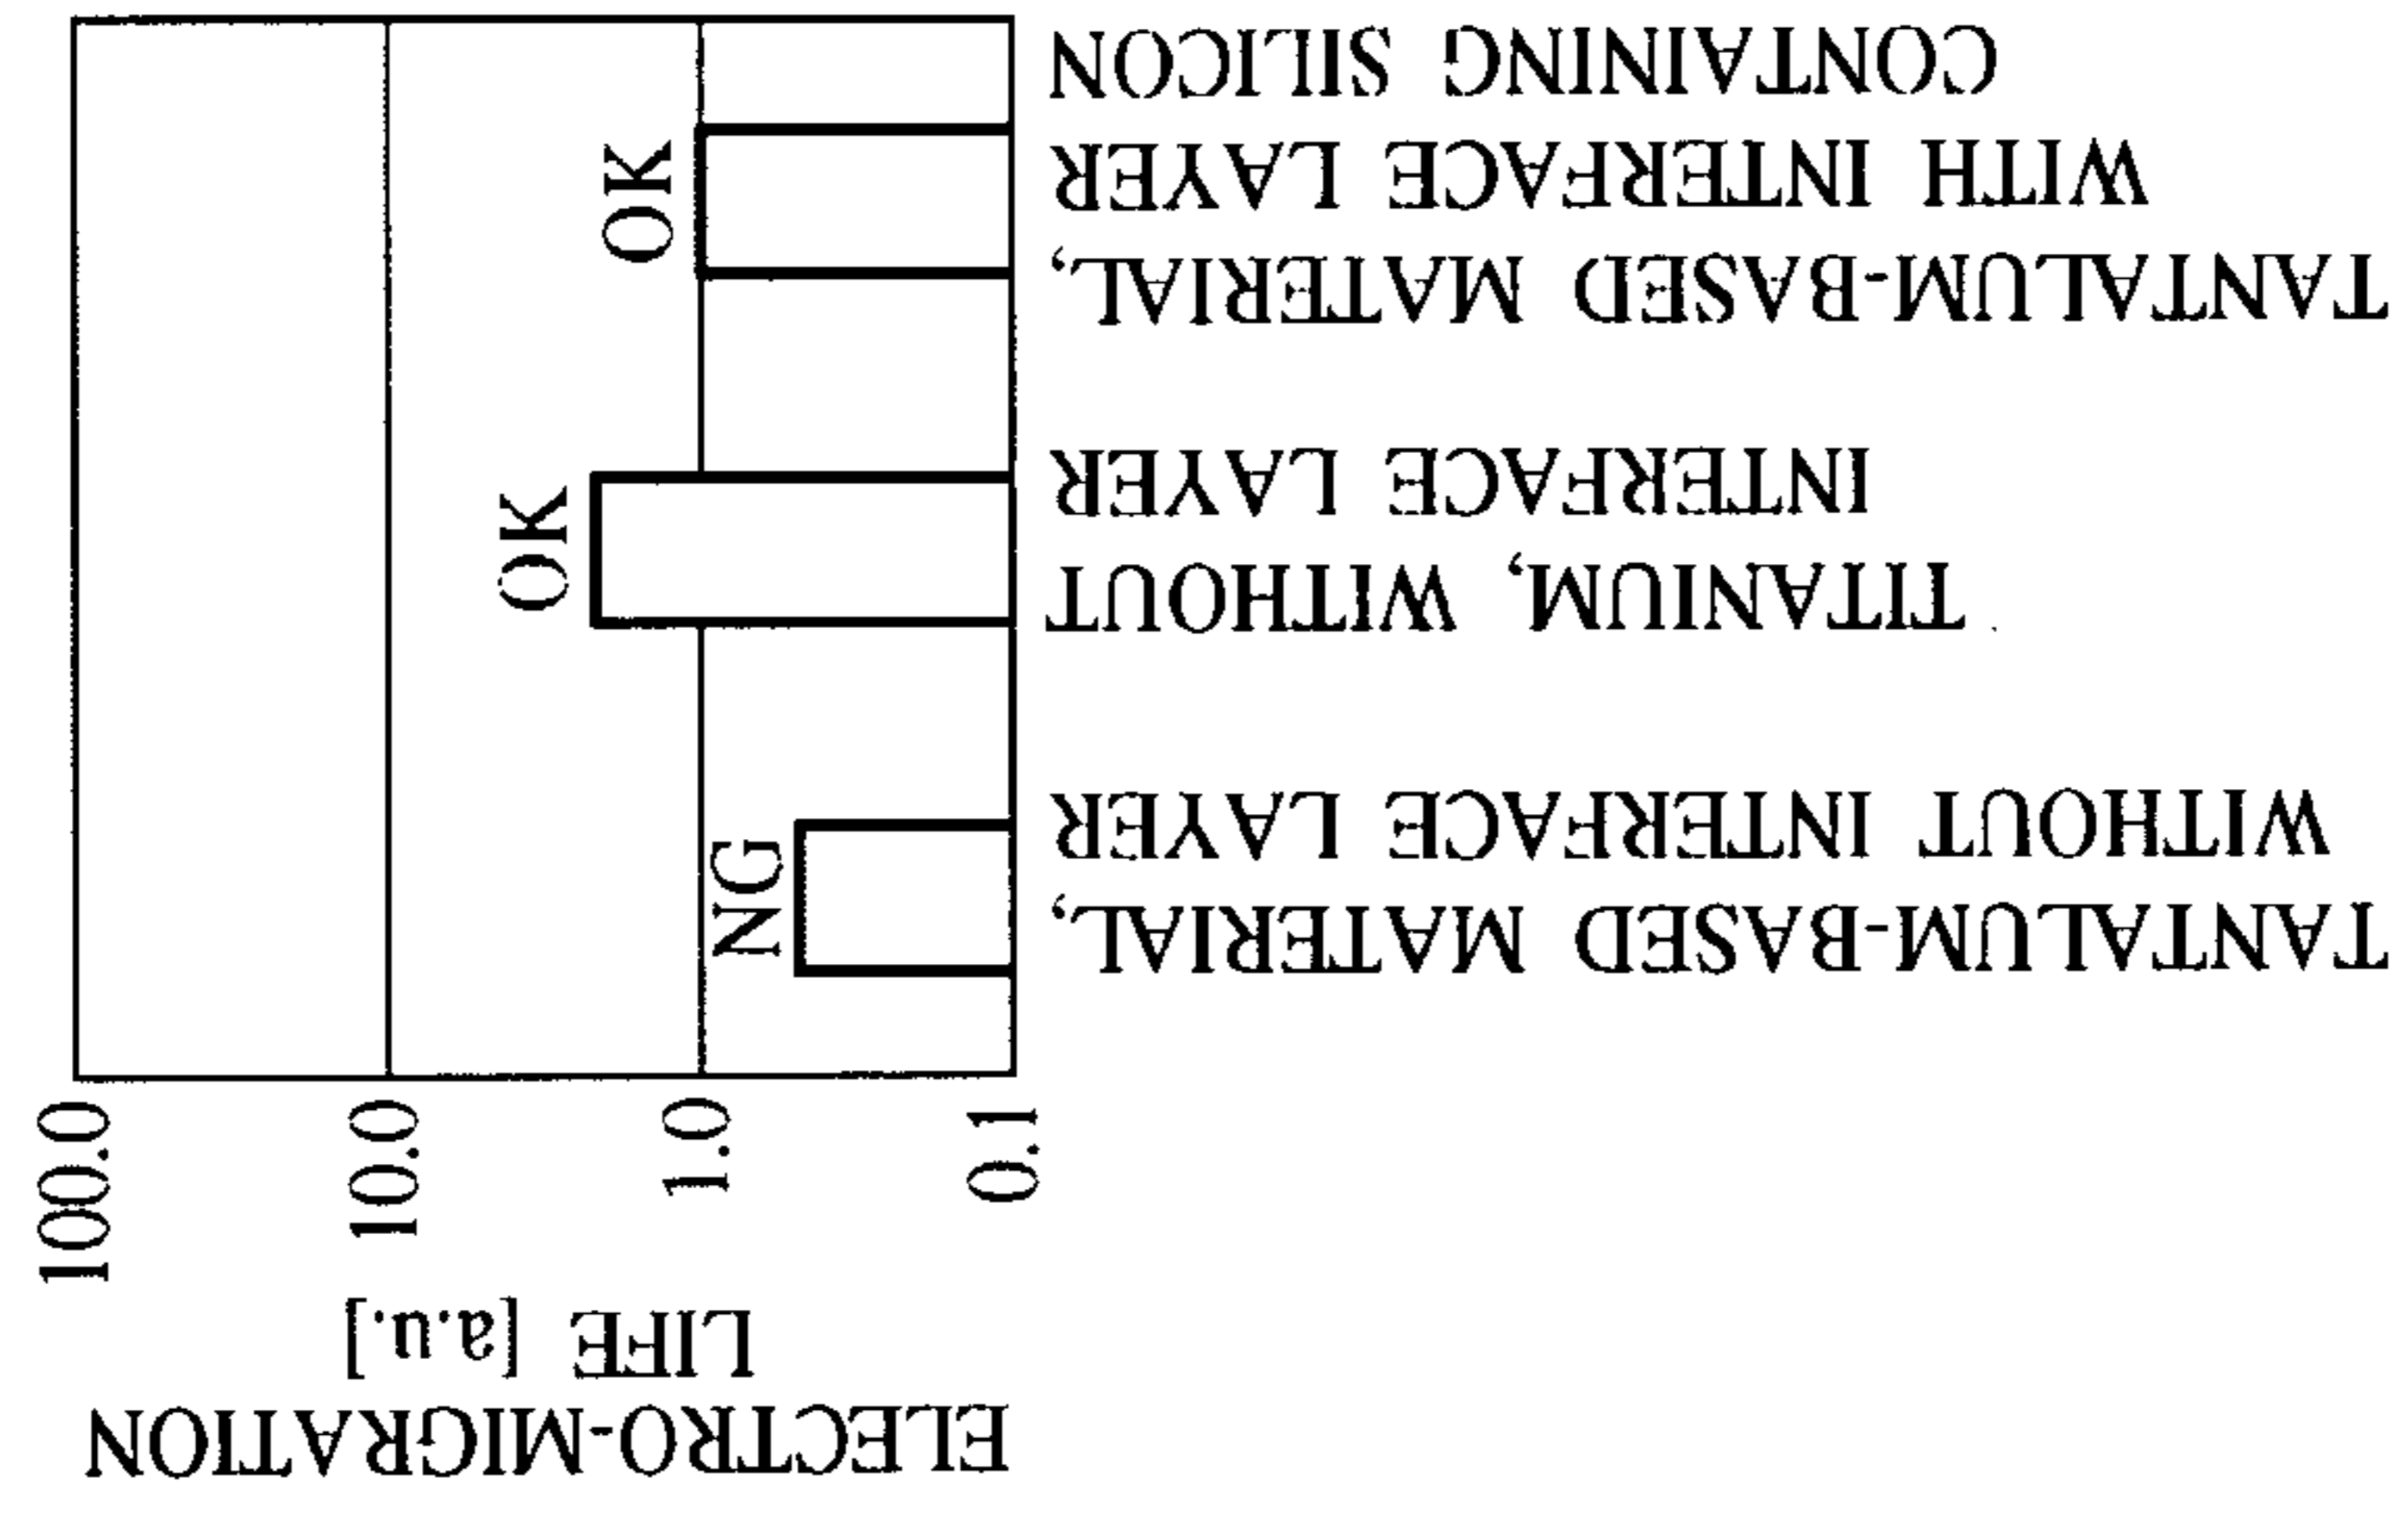 ELECTRO-MIGRATION
LIFE [a.u.]
100.0
10.0
1.0
0.1
NG
OK
OK
TANTALUM-BASED MATERIAL,
WITHOUT INTERFACE LAYER
TITANIUM, WITHOUT
INTERFACE LAYER
TANTALUM-BASED MATERIAL,
WITH INTERFACE LAYER
CONTAINING SILICON